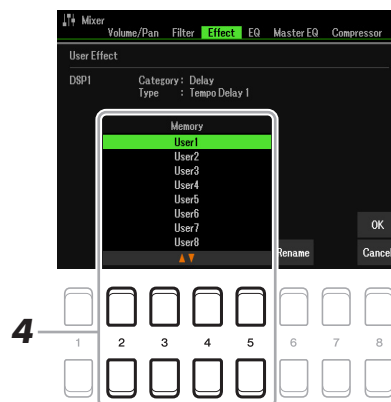 Mixer
Volume/Pan Filter Effect EQ Master EQ Compressor
User Effect
DSP1 Category : Delay
Type : Tempo Delay 1
Memory
User1
User2
User3
User4
User5
User6
User7
User8
OK
Rename Cancel
4
1 2 3 4 5 6 7 8